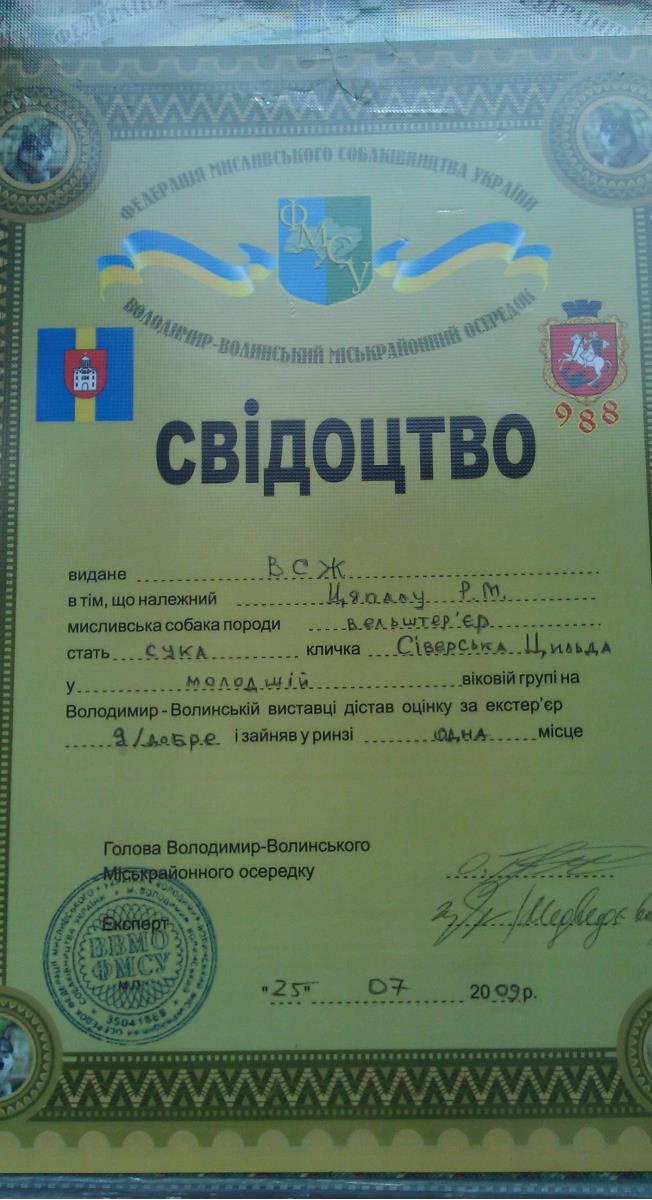 ФЕДЕРАЦІЯ МИСЛИВСЬКОГО СОБАКІВНИЦТВА УКРАЇНИ
ФМСУ
ВОЛОДИМИР-ВОЛИНСЬКИЙ МІСЬКРАЙОННИЙ ОСЕРЕДОК
988
СВІДОЦТВО
видане ВСЖ
в тім, що належний Р.М.
мисливська собака породи вельштер'єр
стать сука кличка Сіверська Цильда
у молодшій віковій групі на
Володимир - Волинській виставці дістав оцінку за екстер'єр
/добре і зайняв у ринзі одна місце
Голова Володимир-Волинського
Міськрайонного осередку
Експерт
ВВМО
ФМСУ
м.п.
35041868
"25" 07 2009р.